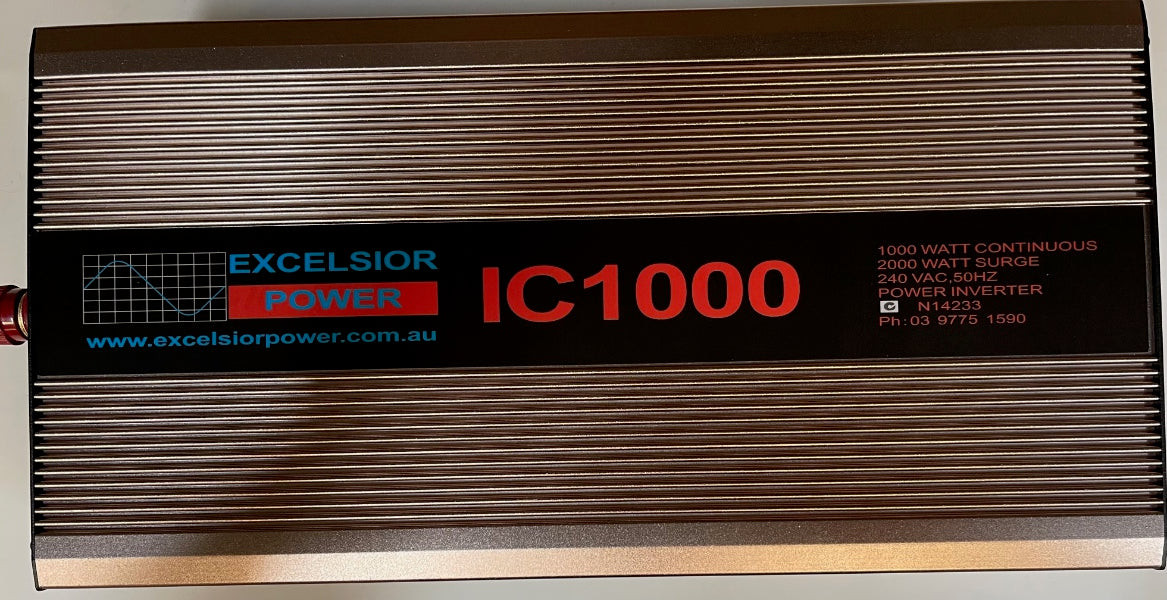 EXCELSIOR
POWER
www.excelsiorpower.com.au
IC1000
1000 WATT CONTINUOUS
2000 WATT SURGE
240 VAC,50HZ
POWER INVERTER
N14233
Ph:03 9775 1590